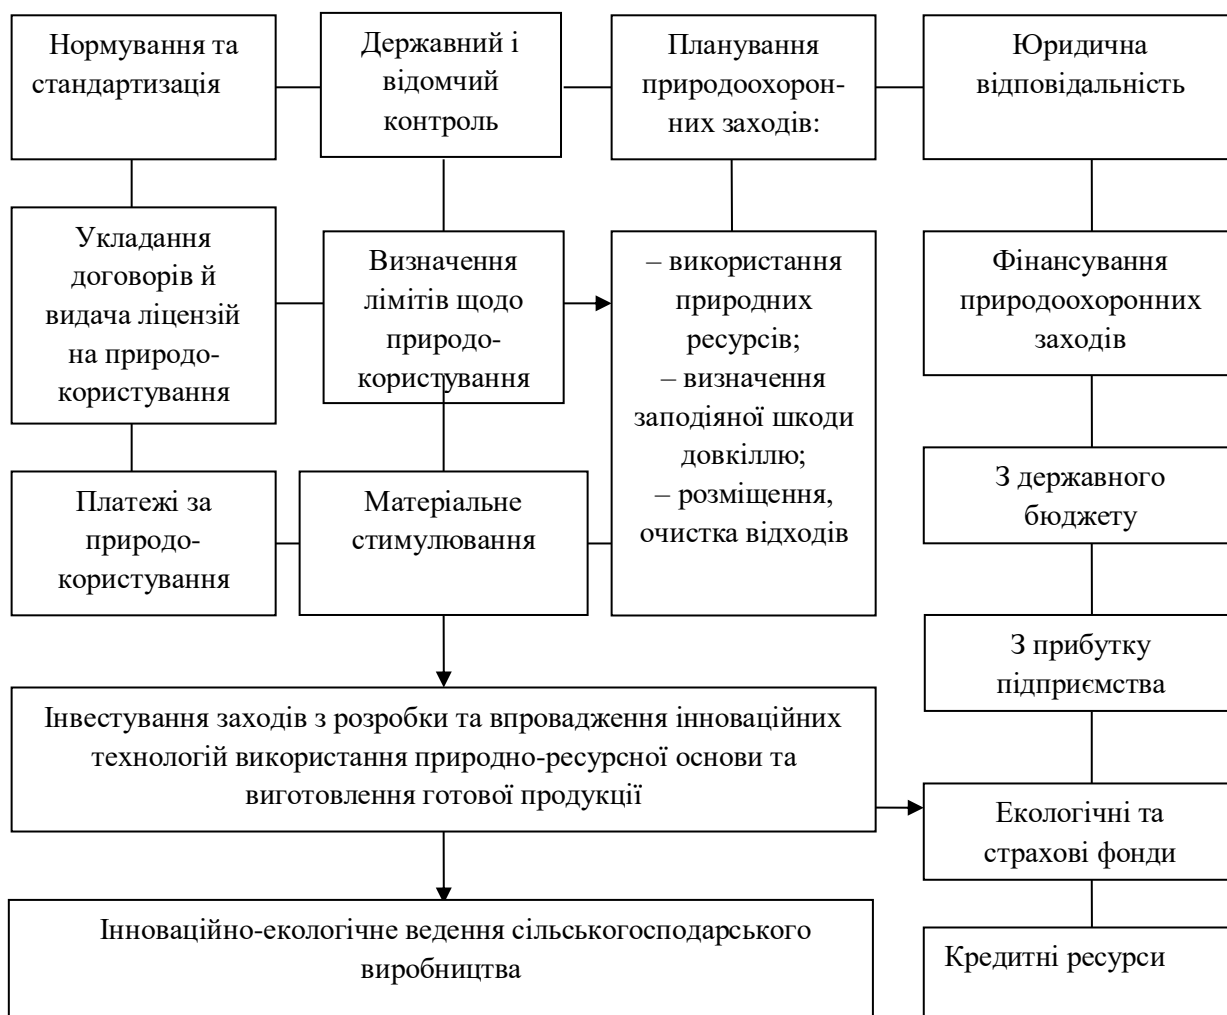 Нормування та
стандартизація
Державний і
відомчий
контроль
Планування
природоохорон-
них заходів:
Юридична
відповідальність
Укладання
договорів й
видача ліцензій
на природо-
користування
Визначення
лімітів щодо
природо-
користування
– використання
природних
ресурсів;
– визначення
заподіяної шкоди
довкіллю;
– розміщення,
очистка відходів
Фінансування
природоохоронних
заходів
Платежі за
природо-
користування
Матеріальне
стимулювання
З державного
бюджету
З прибутку
підприємства
Інвестування заходів з розробки та впровадження інноваційних
технологій використання природно-ресурсної основи та
виготовлення готової продукції
Екологічні та
страхові фонди
Інноваційно-екологічне ведення сільськогосподарського
виробництва
Кредитні ресурси